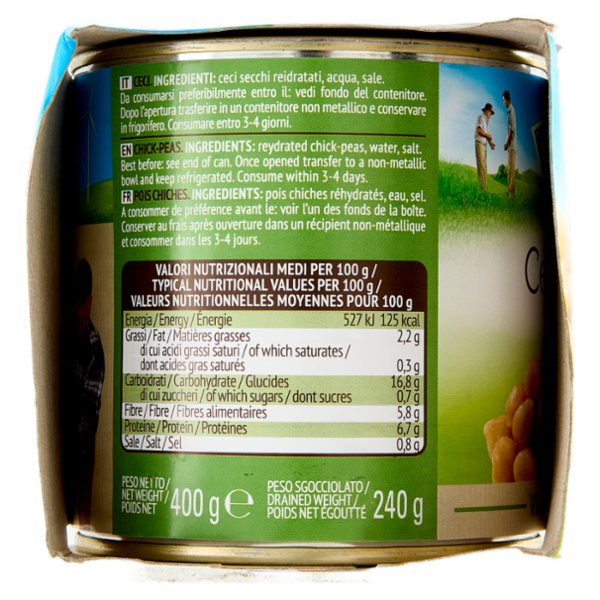 IT CECI. INGREDIENTI: ceci secchi reidratati, acqua, sale.
Da consumarsi preferibilmente entro il: vedi fondo del contenitore.
Dopo l'apertura trasferire in un contenitore non metallico e conservare
in frigorifero. Consumare entro 3-4 giorni.
EN CHICK-PEAS. INGREDIENTS: reydrated chick-peas, water, salt.
Best before: see end of can. Once opened transfer to a non-metallic
bowl and keep refrigerated. Consume within 3-4 days.
FR POIS CHICHES. INGRÉDIENTS: pois chiches réhydratés, eau, sel.
A consommer de préférence avant le: voir l'un des fonds de la boîte.
Conserver au frais après ouverture dans un récipient non-métallique
et consommer dans les 3-4 jours.
VALORI NUTRIZIONALI MEDI PER 100 g /
TYPICAL NUTRITIONAL VALUES PER 100 g /
VALEURS NUTRITIONNELLES MOYENNES POUR 100 g
Energia / Energy / Énergie 527 kJ 125 kcal
Grassi / Fat / Matières grasses 2,2 g
di cui acidi grassi saturi / of which saturates /
dont acides gras saturés 0,3 g
Carboidrati / Carbohydrate / Glucides 16,8 g
di cui zuccheri / of which sugars / dont sucres 0,7 g
Fibre / Fibre / Fibres alimentaires 5,8 g
Proteine / Protein / Protéines 6,7 g
Sale / Salt / Sel 0,8 g
PESO NETTO /
NET WEIGHT /
POIDS NET
400 g e
PESO SGOCCIOLATO /
DRAINED WEIGHT /
POIDS NET ÉGOUTTÉ
240 g
Ce